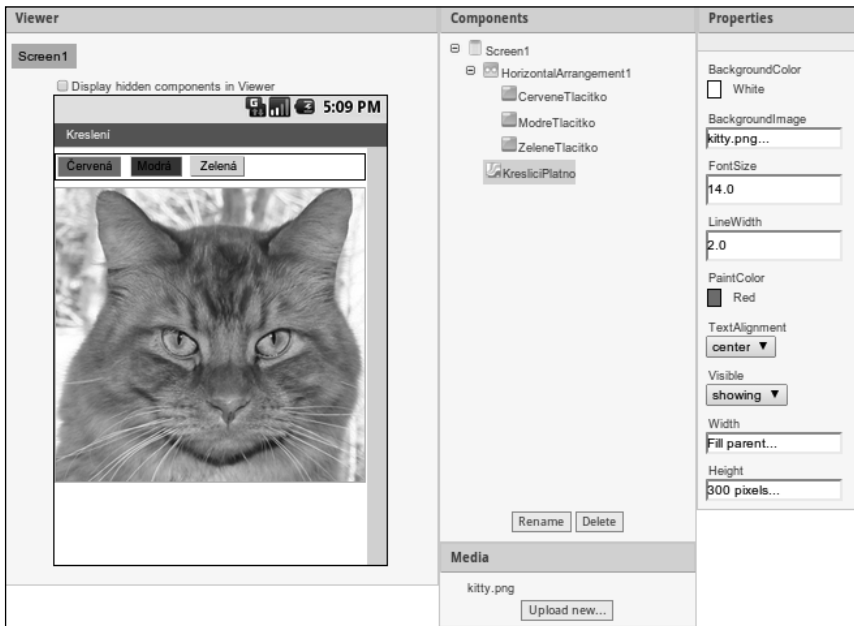 Viewer
Screen1
Display hidden components in Viewer
5:09 PM
Kreslení
Červená
Modrá
Zelená
Components
Screen1
HorizontalArrangement1
CerveneTlacitko
ModreTlacitko
ZeleneTlacitko
KresliciPlatno
Rename
Delete
Media
kitty.png
Upload new...
Properties
BackgroundColor
White
BackgroundImage
kitty.png...
FontSize
14.0
LineWidth
2.0
PaintColor
Red
TextAlignment
center
Visible
showing
Width
Fill parent...
Height
300 pixels...